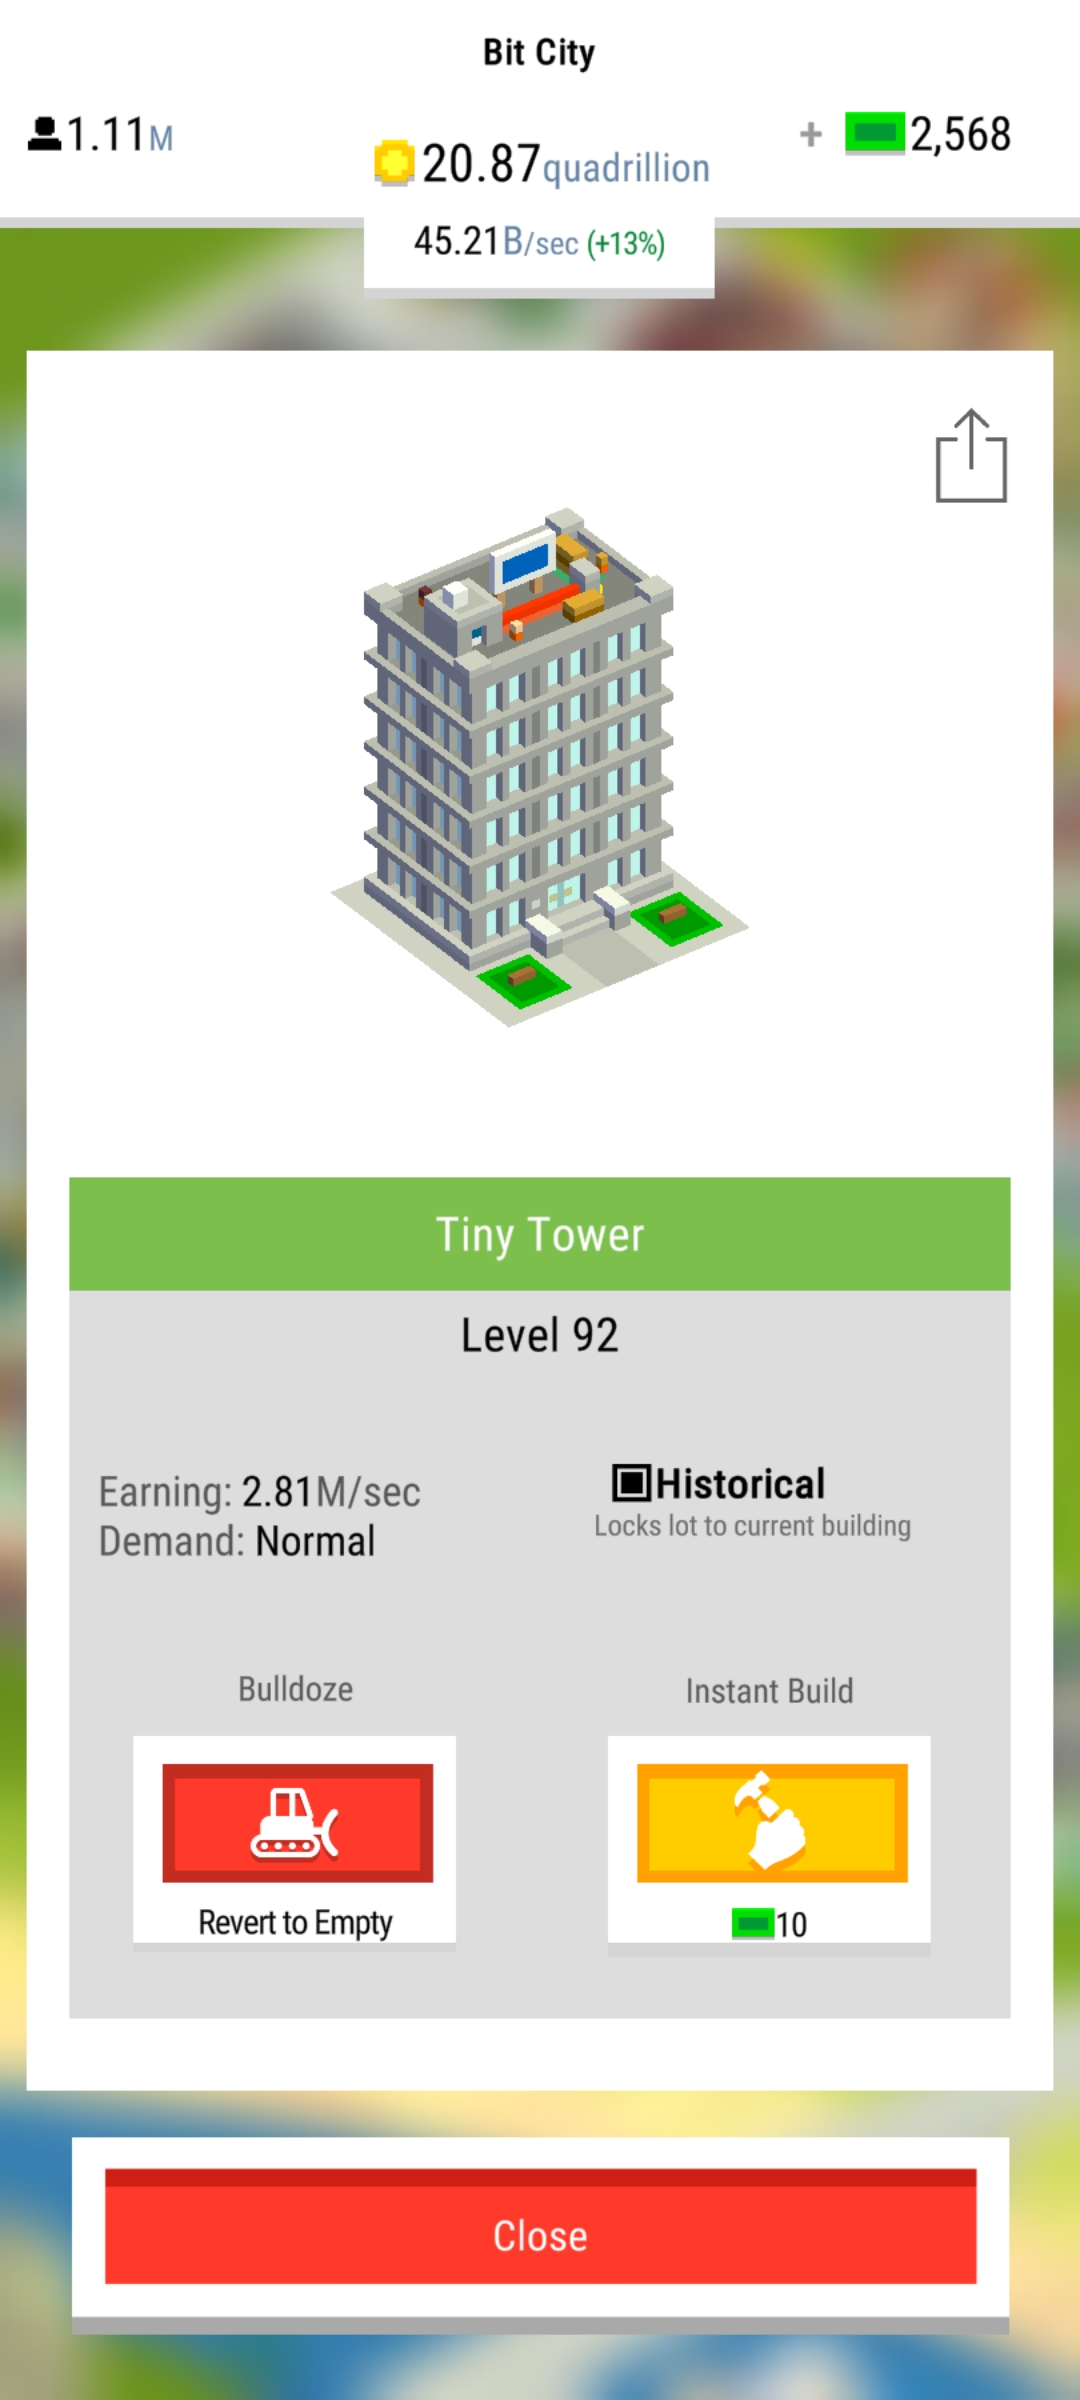 Bit City
1.11M
20.87quadrillion
+ 2,568
45.21B/sec (+13%)
Tiny Tower
Level 92
Earning: 2.81M/sec
Demand: Normal
Historical
Locks lot to current building
Bulldoze
Revert to Empty
Instant Build
10
Close